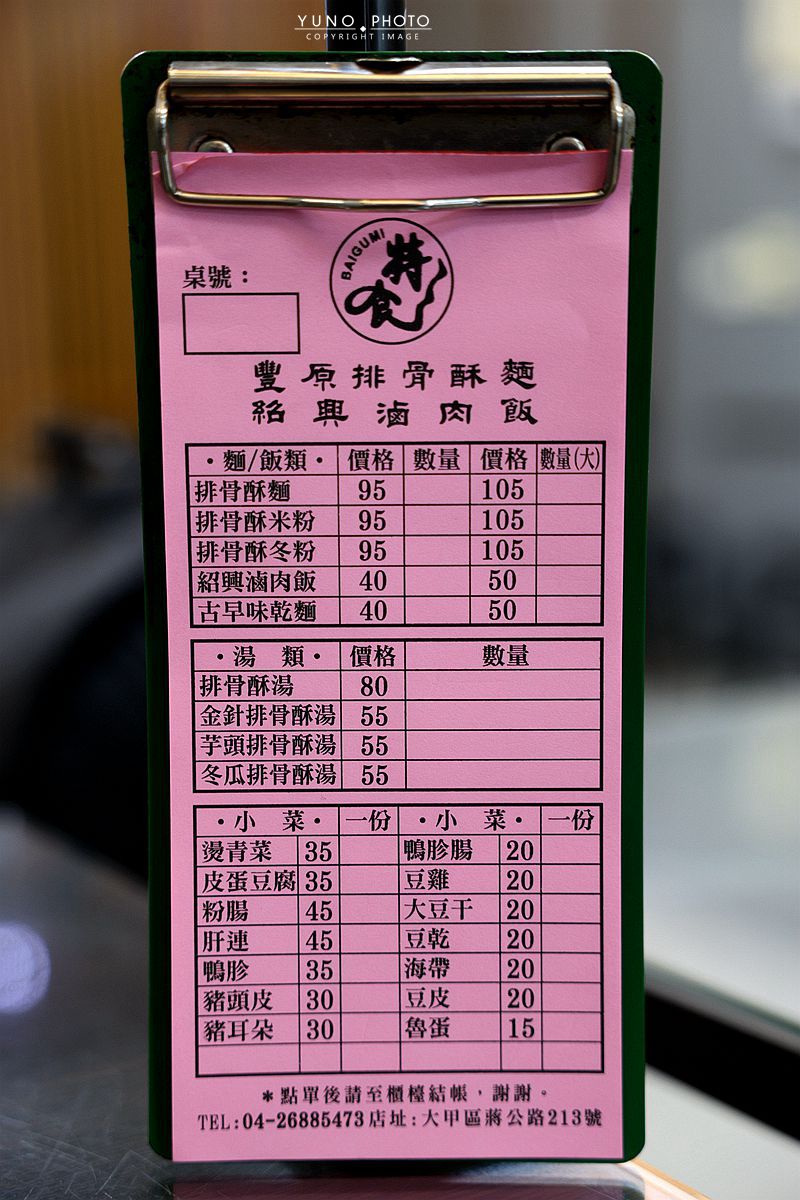 YUNO PHOTO
COPYRIGHT IMAGE
BAIGUMI
特食
桌號：
豐原排骨酥麵
紹興滷肉飯
・麵/飯類・ 價格 數量 價格 數量(大)
排骨酥麵 95 105
排骨酥米粉 95 105
排骨酥冬粉 95 105
紹興滷肉飯 40 50
古早味乾麵 40 50
・湯 類・ 價格 數量
排骨酥湯 80
金針排骨酥湯 55
芋頭排骨酥湯 55
冬瓜排骨酥湯 55
・小 菜・ 一份 ・小 菜・ 一份
燙青菜 35 鴨胗腸 20
皮蛋豆腐 35 豆雞 20
粉腸 45 大豆干 20
肝連 45 豆乾 20
鴨胗 35 海帶 20
豬頭皮 30 豆皮 20
豬耳朵 30 魯蛋 15
＊點單後請至櫃檯結帳，謝謝。
TEL:04-26885473店址:大甲區蔣公路213號